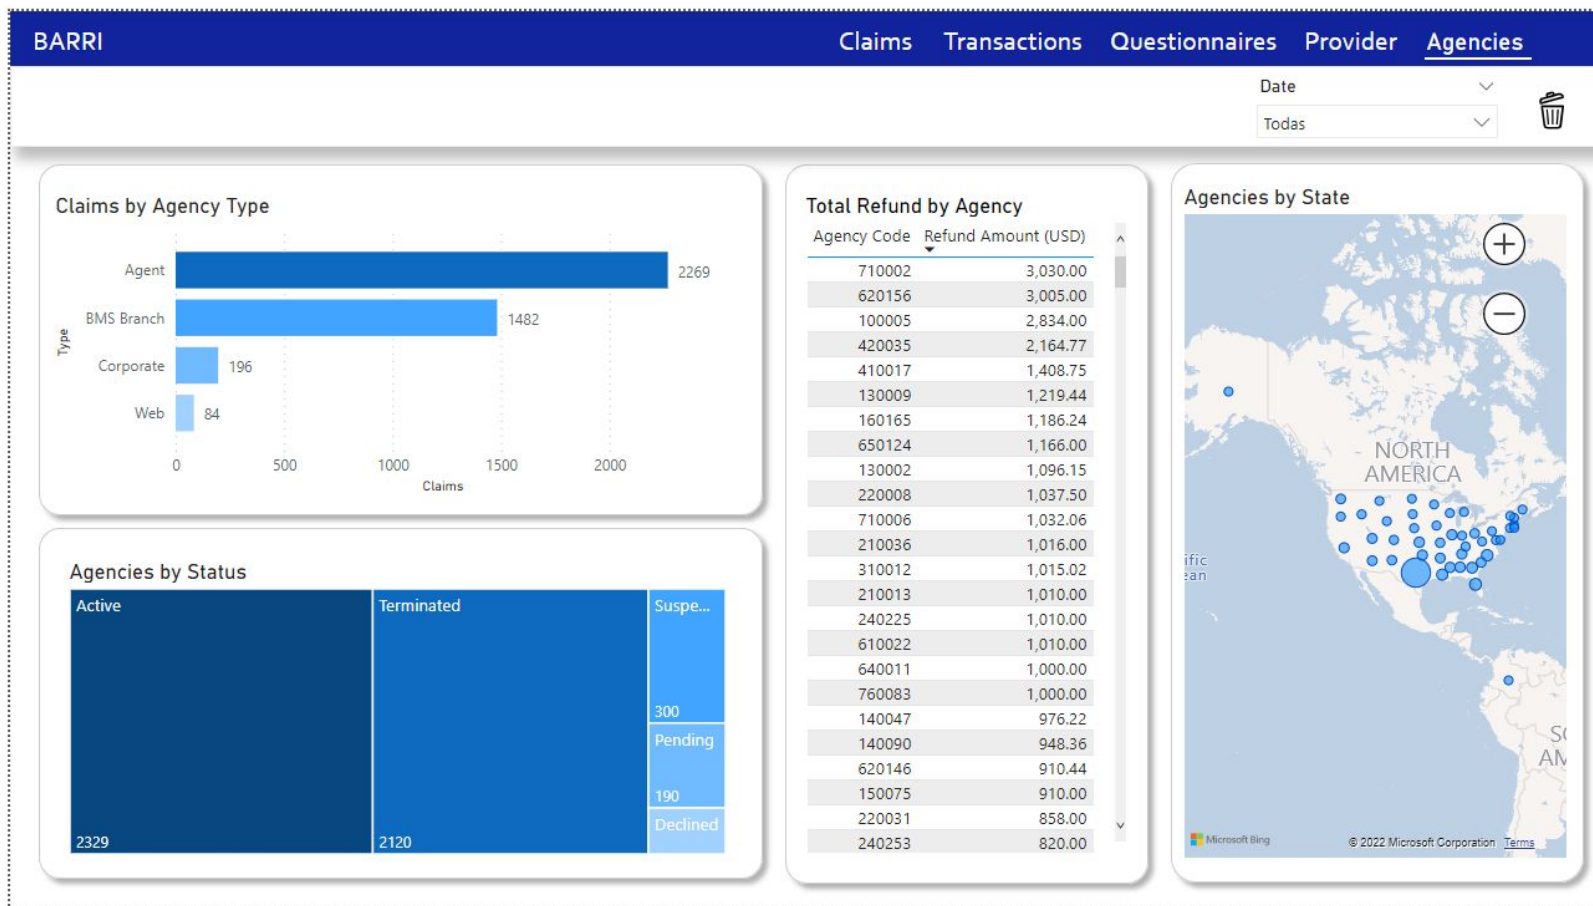 BARRI
Claims Transactions Questionnaires Provider Agencies
Date
Todas
Claims by Agency Type
Type
Agent 2269
BMS Branch 1482
Corporate 196
Web 84
0 500 1000 1500 2000
Claims
Agencies by Status
Active
2329
Terminated
2120
Suspe...
300
Pending
190
Declined
Total Refund by Agency
Agency Code Refund Amount (USD)
710002 3,030.00
620156 3,005.00
100005 2,834.00
420035 2,164.77
410017 1,408.75
130009 1,219.44
160165 1,186.24
650124 1,166.00
130002 1,096.15
220008 1,037.50
710006 1,032.06
210036 1,016.00
310012 1,015.02
210013 1,010.00
240225 1,010.00
610022 1,010.00
640011 1,000.00
760083 1,000.00
140047 976.22
140090 948.36
620146 910.44
150075 910.00
220031 858.00
240253 820.00
Agencies by State
NORTH
AMERICA
ific
ean
SO
AM
Microsoft Bing
© 2022 Microsoft Corporation Terms